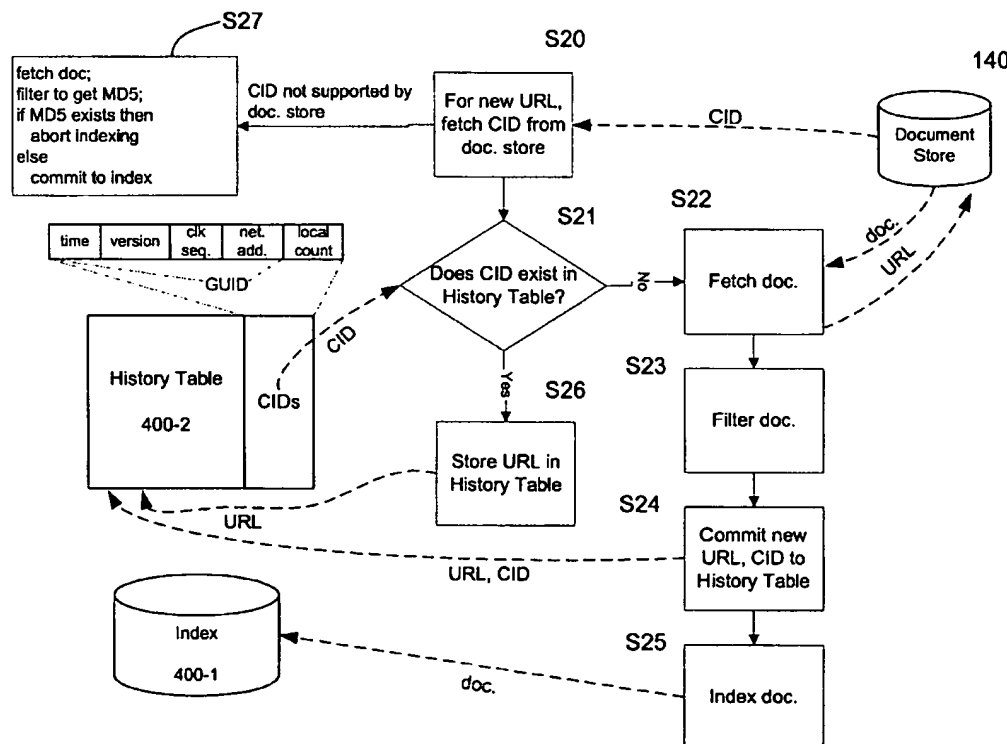 S27
S20
140
fetch doc;
filter to get MD5;
if MD5 exists then
abort indexing
else
commit to index
CID not supported by
doc. store
For new URL,
fetch CID from
doc. store
CID
Document
Store
S21
S22
doc.
URL
time
version
clk
seq.
net.
add.
local
count
GUID
Does CID exist in
History Table?
No
Fetch doc.
CID
History Table
400-2
CIDs
Yes
S26
S23
Filter doc.
Store URL in
History Table
URL
S24
Commit new
URL, CID to
History Table
URL, CID
Index
400-1
doc.
S25
Index doc.